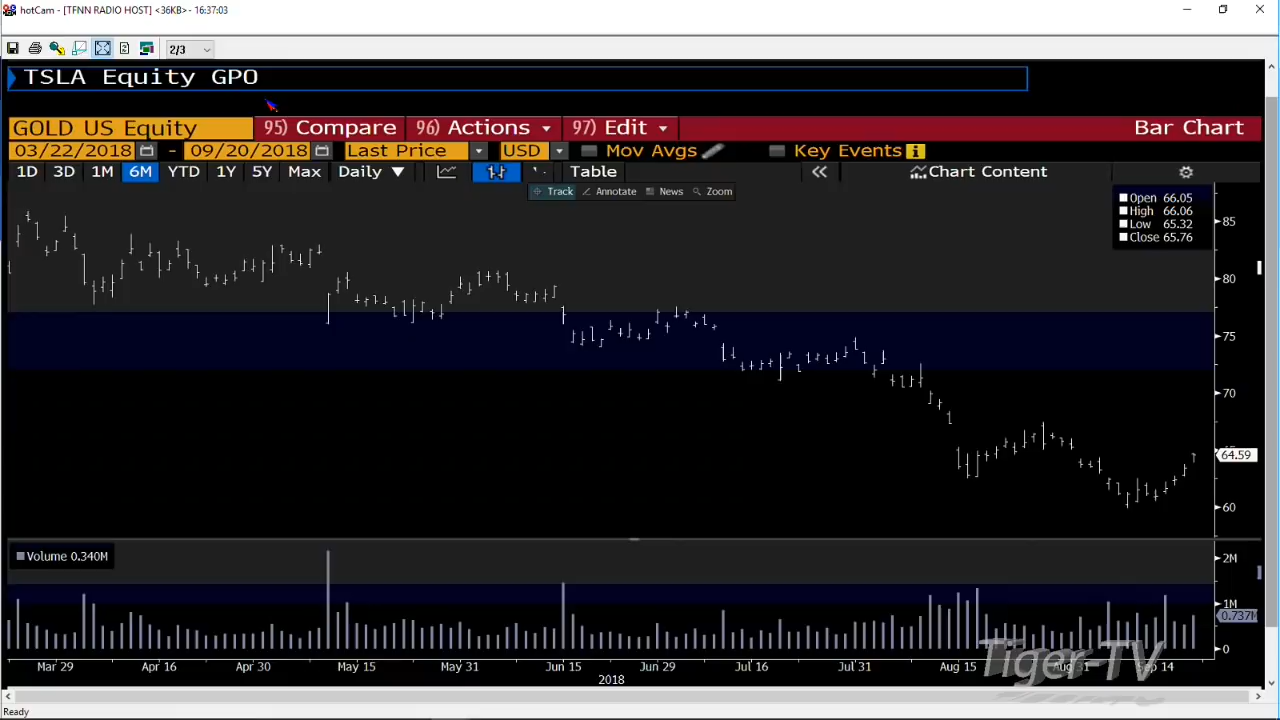 hotCam - [TFNN RADIO HOST] <36KB>- 16:37:03
2/3
TSLA Equity GPO
GOLD US Equity 95) Compare 96) Actions 97) Edit Bar Chart
03/22/2018 - 09/20/2018 Last Price USD Mov Avgs Key Events
1D 3D 1M 6M YTD 1Y 5Y Max Daily Table Chart Content
Track Annotate News Zoom
Open 66.05
High 66.06
Low 65.32
Close 65.76
85
80
75
70
64.59
60
Volume 0.340M
2M
1M
0.737M
0
Mar 29 Apr 16 Apr 30 May 15 May 31 Jun 15 Jun 29 Jul 16 Jul 31 Aug 15 Aug 31 Sep 14
2018
Tiger-TV
Ready